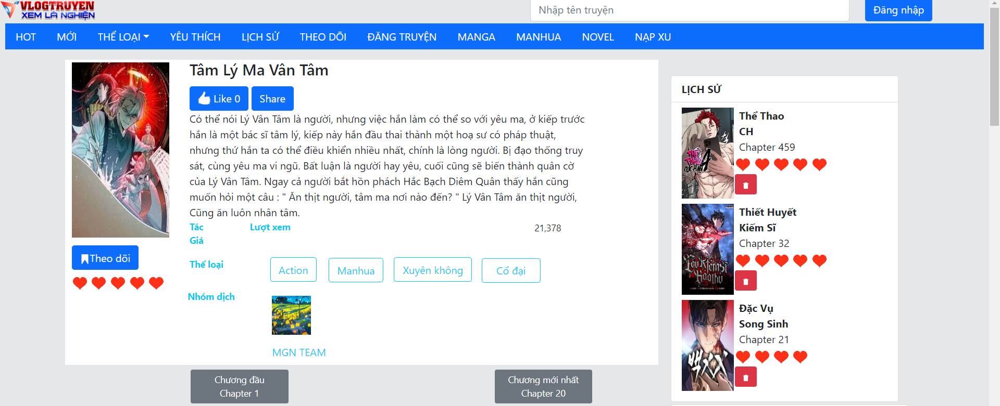 VLOGTRUYEN
XEM LÀ NGHIỆN
Nhập tên truyện
Đăng nhập
HOT MỚI THỂ LOẠI YÊU THÍCH LỊCH SỬ THEO DÕI ĐĂNG TRUYỆN MANGA MANHUA NOVEL NẠP XU
Tâm Lý Ma Vân Tâm
Like 0 Share
Có thể nói Lý Vân Tâm là người, nhưng việc hắn làm có thể so với yêu ma, ở kiếp trước
hắn là một bác sĩ tâm lý, kiếp này hắn đầu thai thành một hoạ sư có pháp thuật,
nhưng thứ hắn ta có thể điều khiển nhiều nhất, chính là lòng người. Bị đạo thống truy
sát, cùng yêu ma vi ngũ. Bất luận là người hay yêu, cuối cũng sẽ biến thành quân cờ
của Lý Vân Tâm. Ngay cả người bắt hồn phách Hắc Bạch Diêm Quân thấy hắn cũng
muốn hỏi một câu : " Ăn thịt người, tâm ma nơi nào đến? " Lý Vân Tâm ăn thịt người,
Cũng ăn luôn nhân tâm.
Tác Giả
Lượt xem 21,378
Thể loại
Action Manhua Xuyên không Cổ đại
Nhóm dịch
MGN TEAM
Theo dõi
Chương đầu
Chapter 1
Chương mới nhất
Chapter 20
LỊCH SỬ
Thể Thao
CH
Chapter 459
THỂ
THAO
CỰC HẠN
Thiết Huyết
Kiếm Sĩ
Chapter 32
Báo thù
Đặc Vụ
Song Sinh
Chapter 21